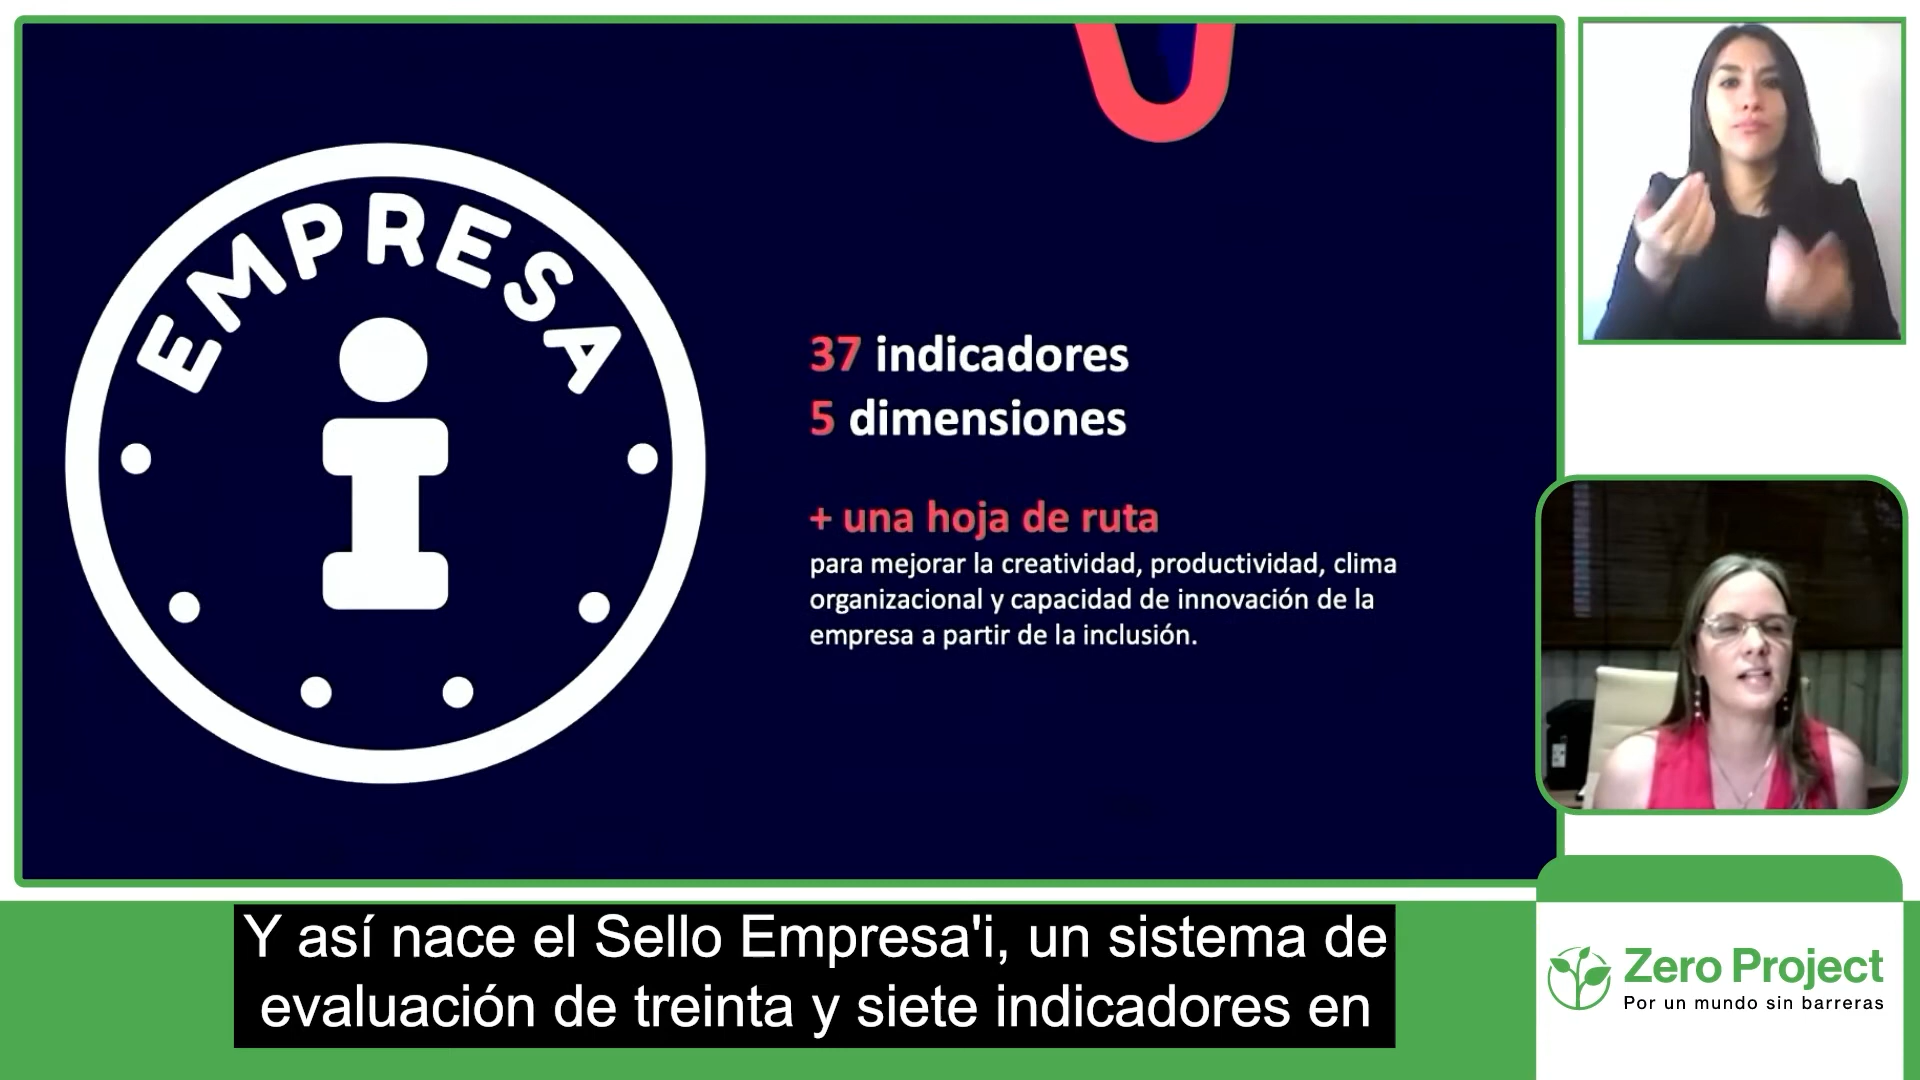 EMPRESA
i
37 indicadores
5 dimensiones
+ una hoja de ruta
para mejorar la creatividad, productividad, clima
organizacional y capacidad de innovación de la
empresa a partir de la inclusión.
Y así nace el Sello Empresa'i, un sistema de
evaluación de treinta y siete indicadores en
Zero Project
Por un mundo sin barreras